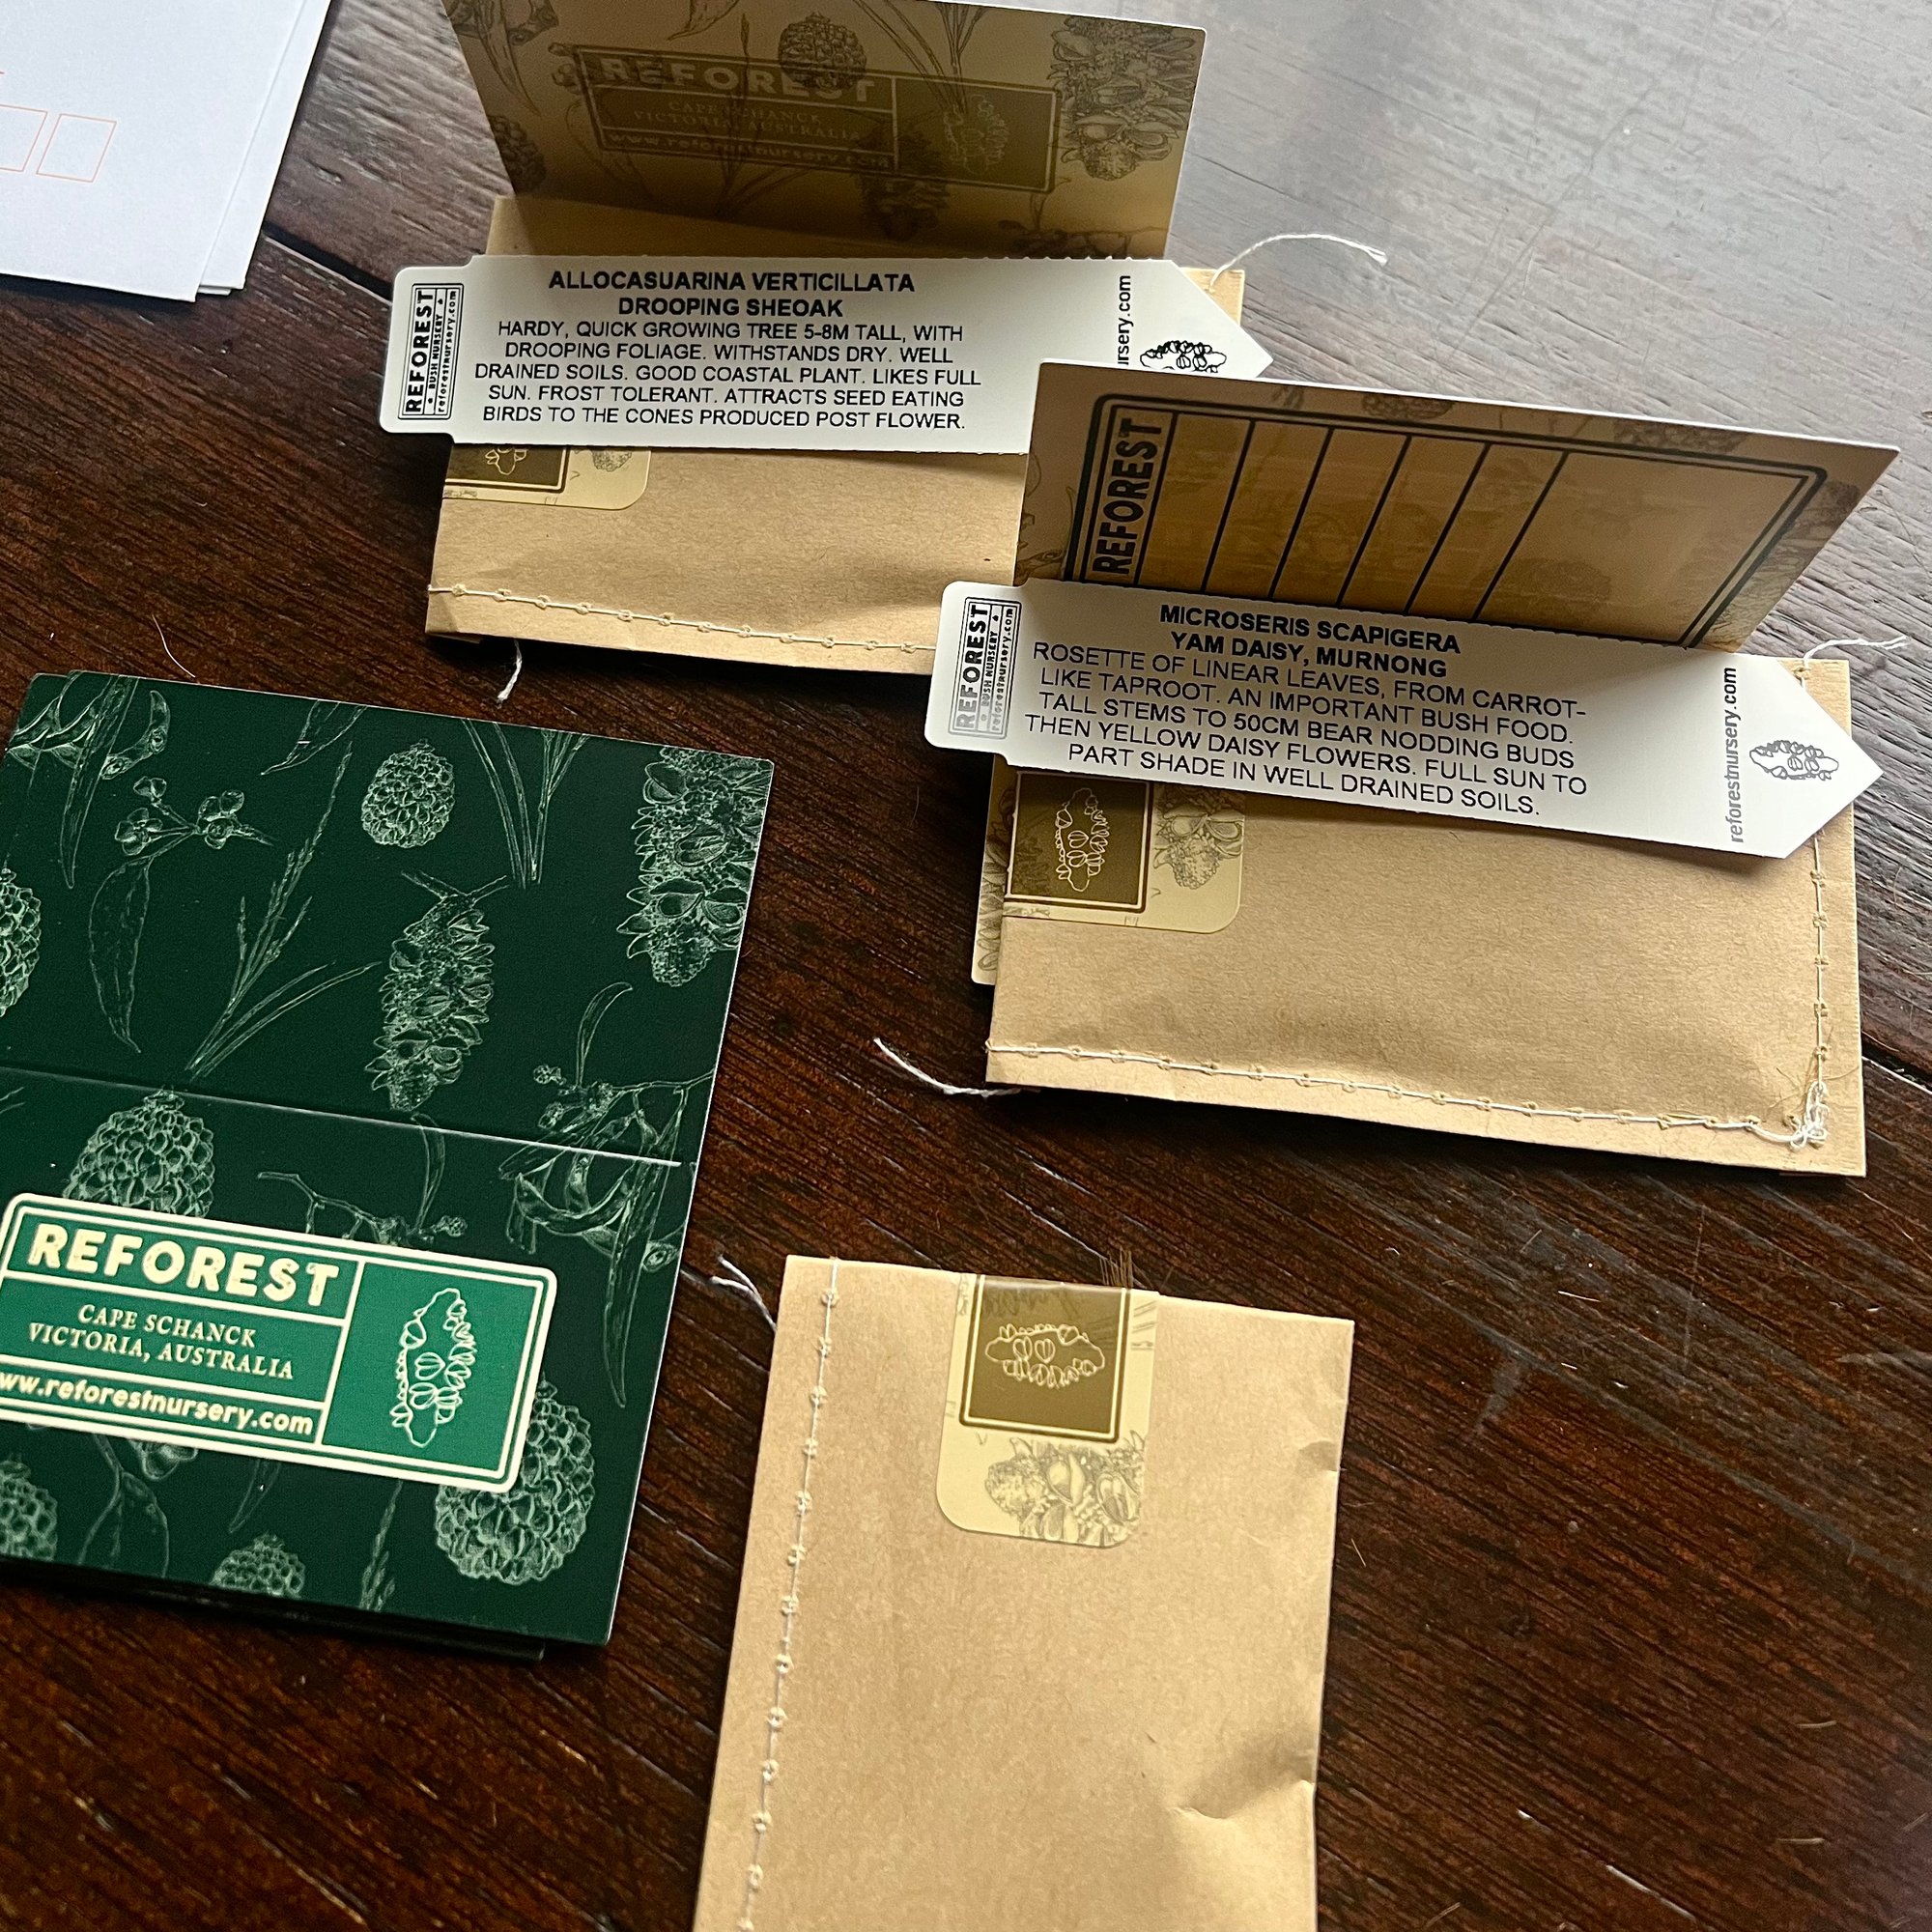 REFOREST
CAPE SCHANCK
VICTORIA, AUSTRALIA
www.reforestnursery.com
REFOREST
BUSH NURSERY
reforestnursery.com
ALLOCASUARINA VERTICILLATA
DROOPING SHEOAK
HARDY, QUICK GROWING TREE 5-8M TALL, WITH
DROOPING FOLIAGE. WITHSTANDS DRY. WELL
DRAINED SOILS. GOOD COASTAL PLANT. LIKES FULL
SUN. FROST TOLERANT. ATTRACTS SEED EATING
BIRDS TO THE CONES PRODUCED POST FLOWER.
rsery.com
REFOREST
REFOREST
BUSH NURSERY
reforestnursery.com
MICROSERIS SCAPIGERA
YAM DAISY, MURNONG
ROSETTE OF LINEAR LEAVES, FROM CARROT-
LIKE TAPROOT. AN IMPORTANT BUSH FOOD.
TALL STEMS TO 50CM BEAR NODDING BUDS
THEN YELLOW DAISY FLOWERS. FULL SUN TO
PART SHADE IN WELL DRAINED SOILS.
reforestnursery.com
REFOREST
CAPE SCHANCK
VICTORIA, AUSTRALIA
ww.reforestnursery.com